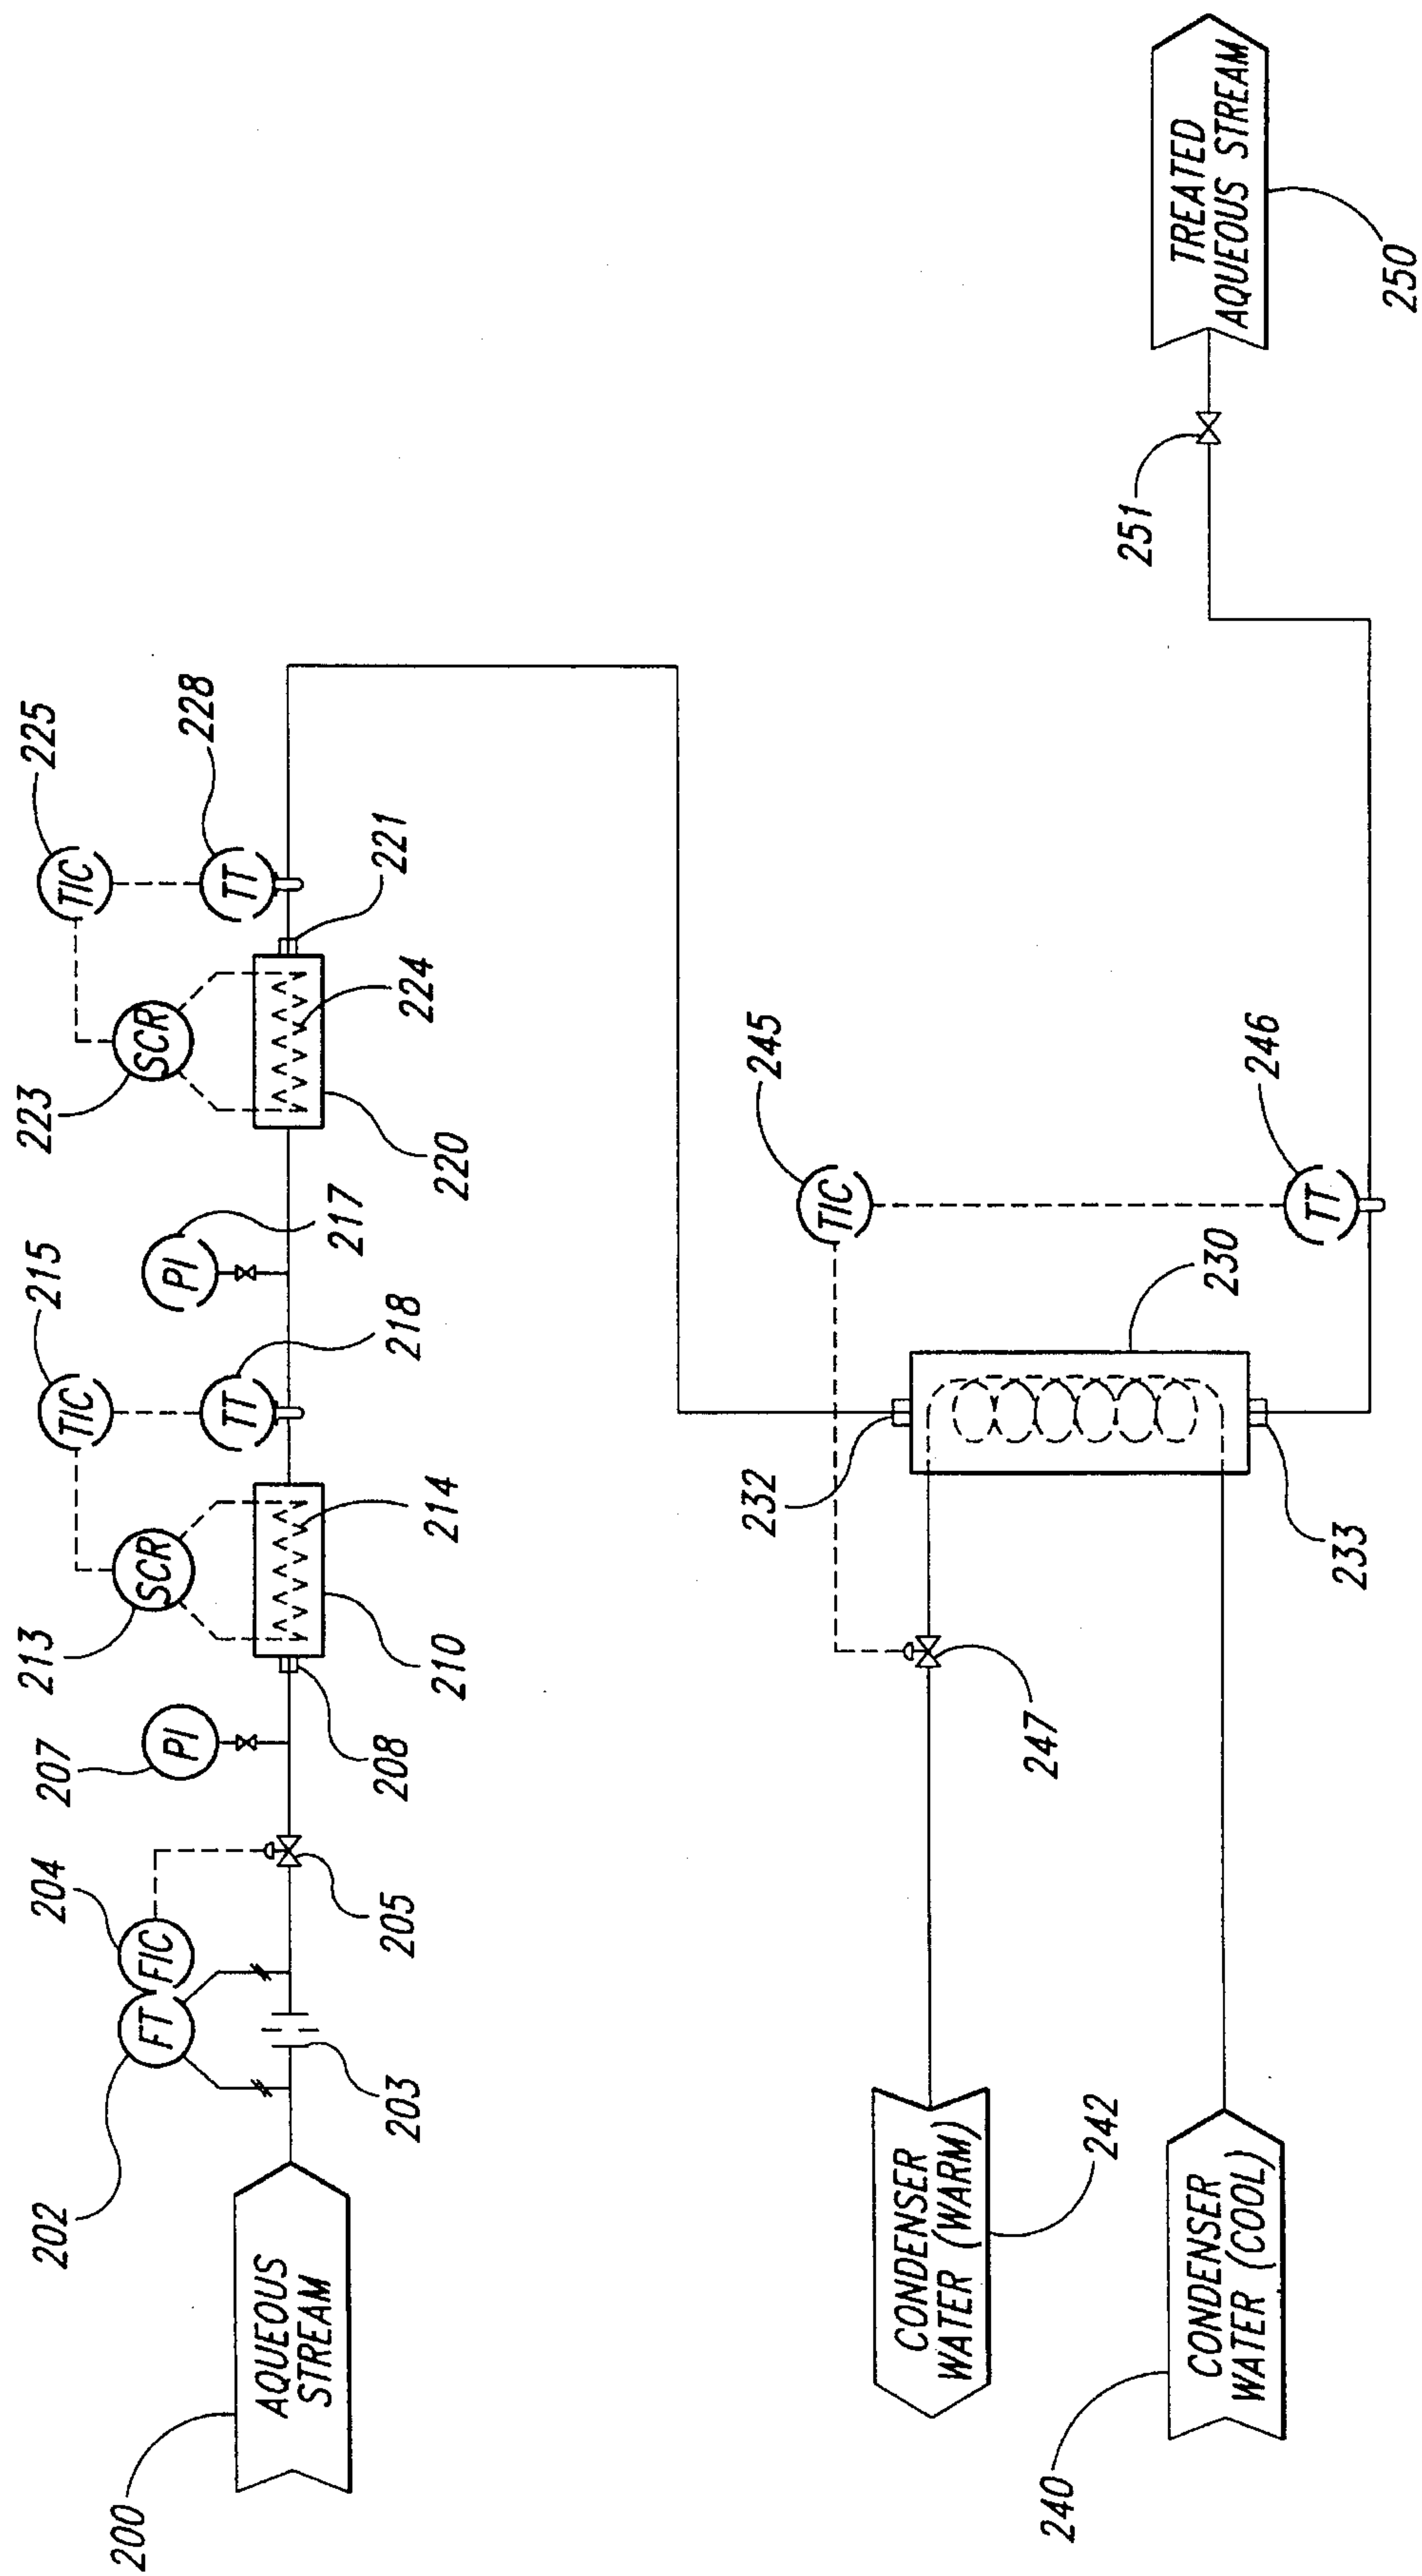 200
AQUEOUS
STREAM
202
FT
204
FIC
203
205
207
PI
208
213
SCR
215
TIC
210
214
TT
218
PI
217
223
SCR
225
TIC
220
224
TT
228
221
242
CONDENSER
WATER (WARM)
240
CONDENSER
WATER (COOL)
247
232
233
230
245
TIC
246
TT
251
TREATED
AQUEOUS STREAM
250